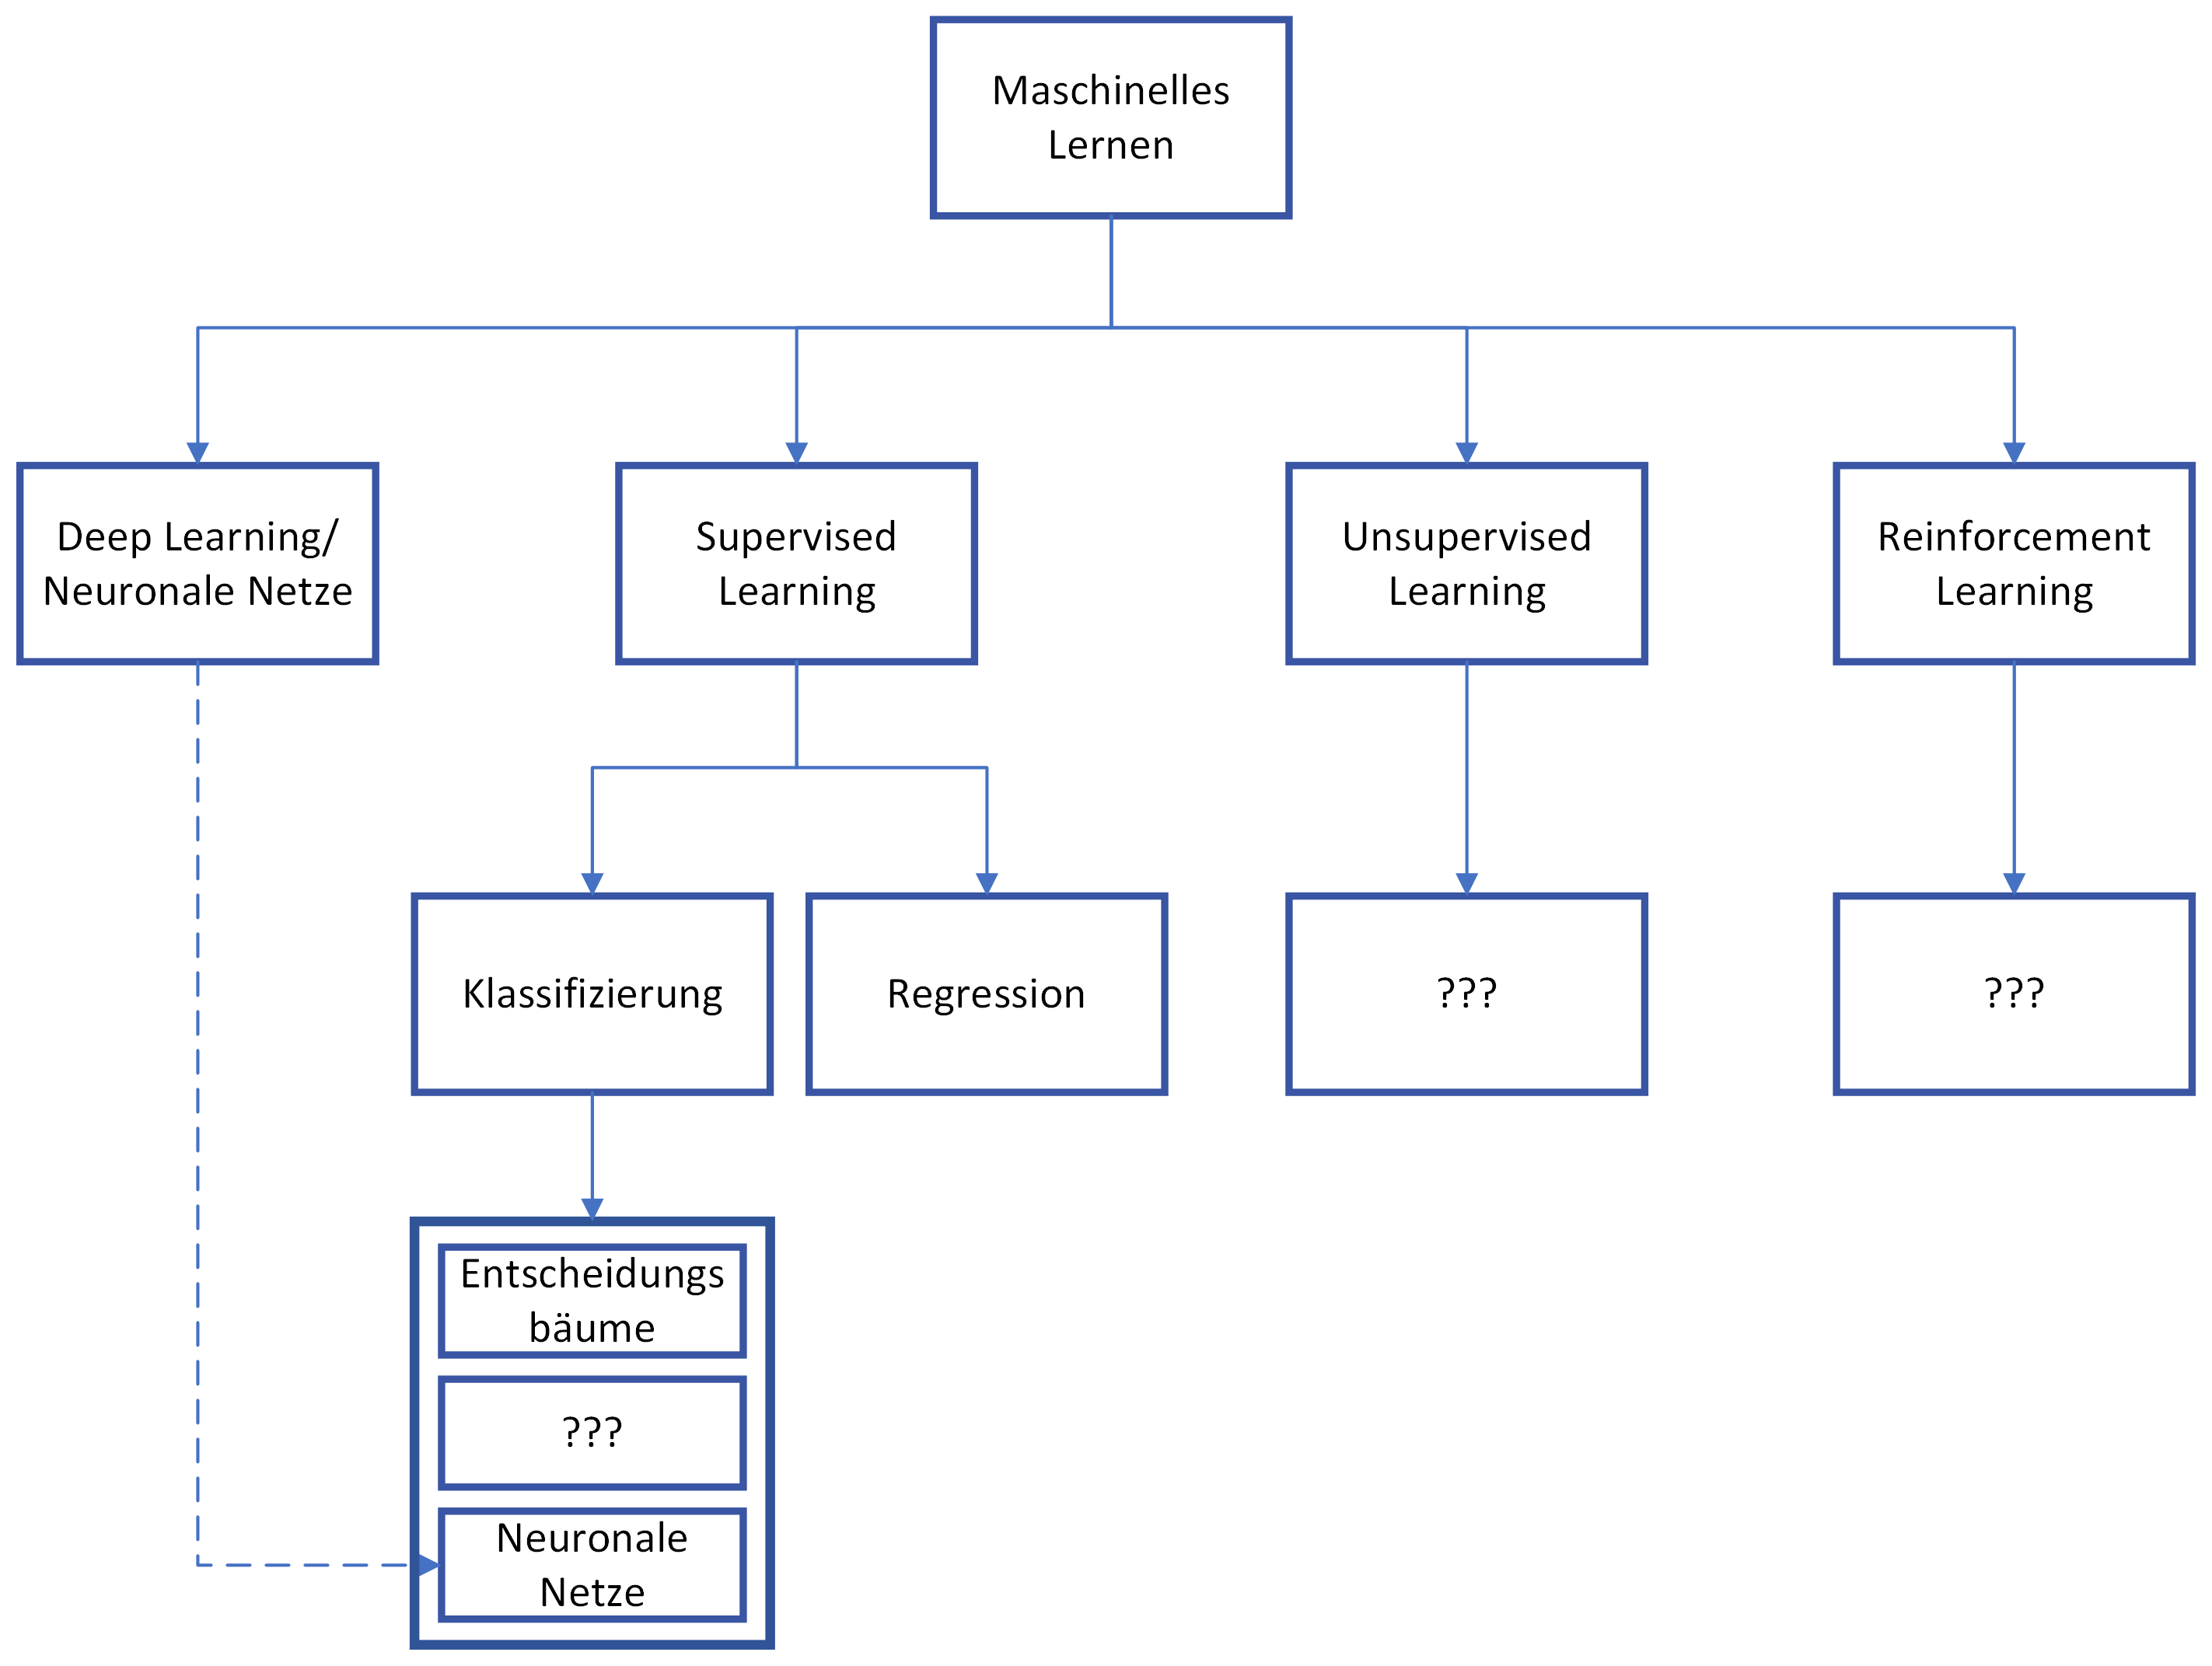 Maschinelles
Lernen
Deep Learning/
Neuronale Netze
Supervised
Learning
Unsupervised
Learning
Reinforcement
Learning
Klassifizierung
Regression
???
???
Entscheidungs
bäume
???
Neuronale
Netze